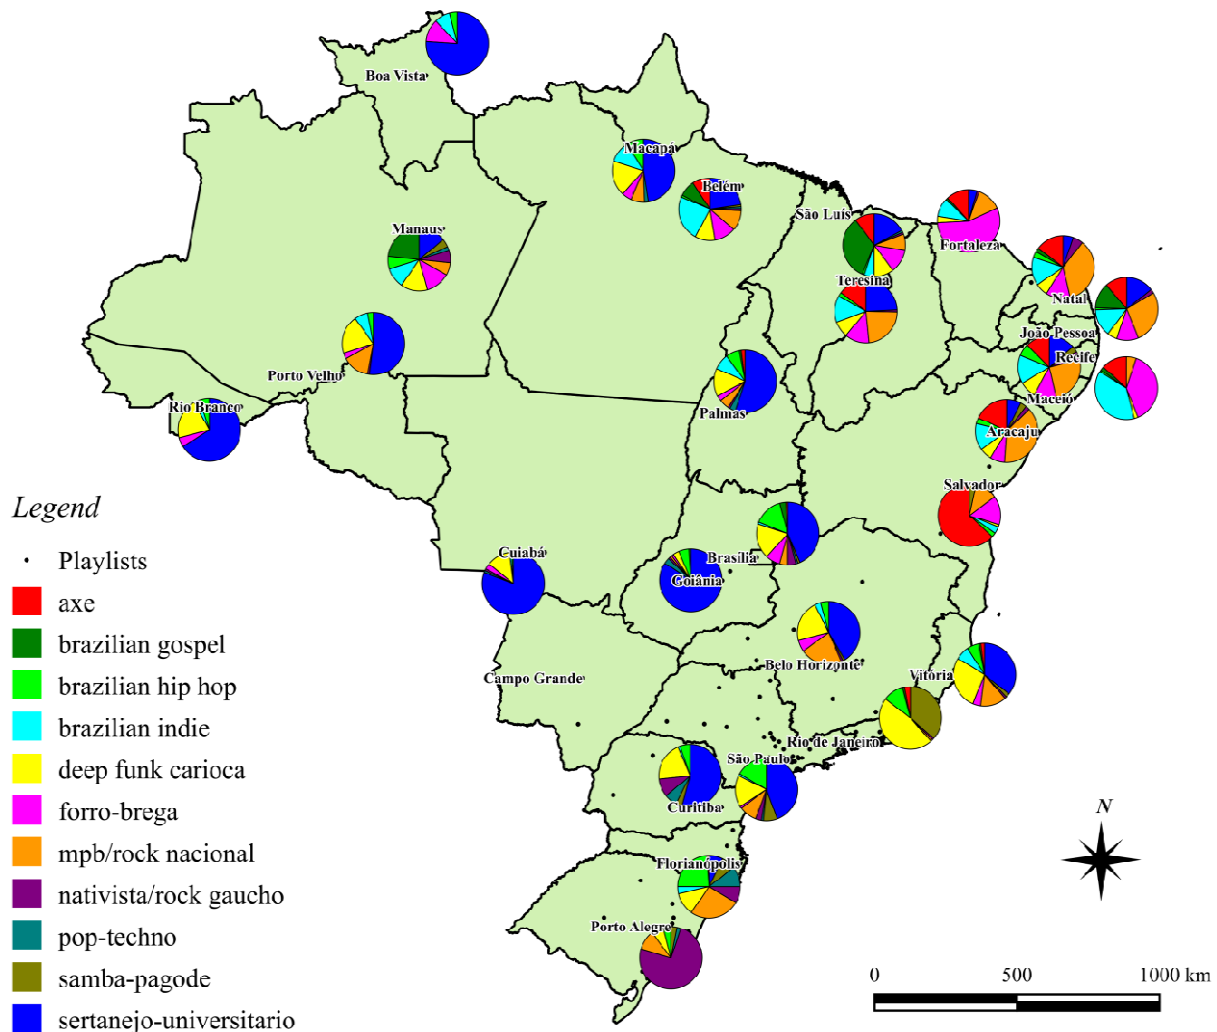 Boa Vista
Macapá
Belém
São Luís
Fortaleza
Manaus
Teresina
Natal
João Pessoa
Recife
Porto Velho
Maceió
Rio Branco
Palmas
Aracaju
Salvador
Legend
Playlists
axe
brazilian gospel
brazilian hip hop
brazilian indie
deep funk carioca
forro-brega
mpb/rock nacional
nativista/rock gaucho
pop-techno
samba-pagode
sertanejo-universitario
Cuiabá
Brasília
Goiânia
Belo Horizonte
Campo Grande
Vitória
Rio de Janeiro
São Paulo
Curitiba
Florianópolis
Porto Alegre
N
0 500 1000 km